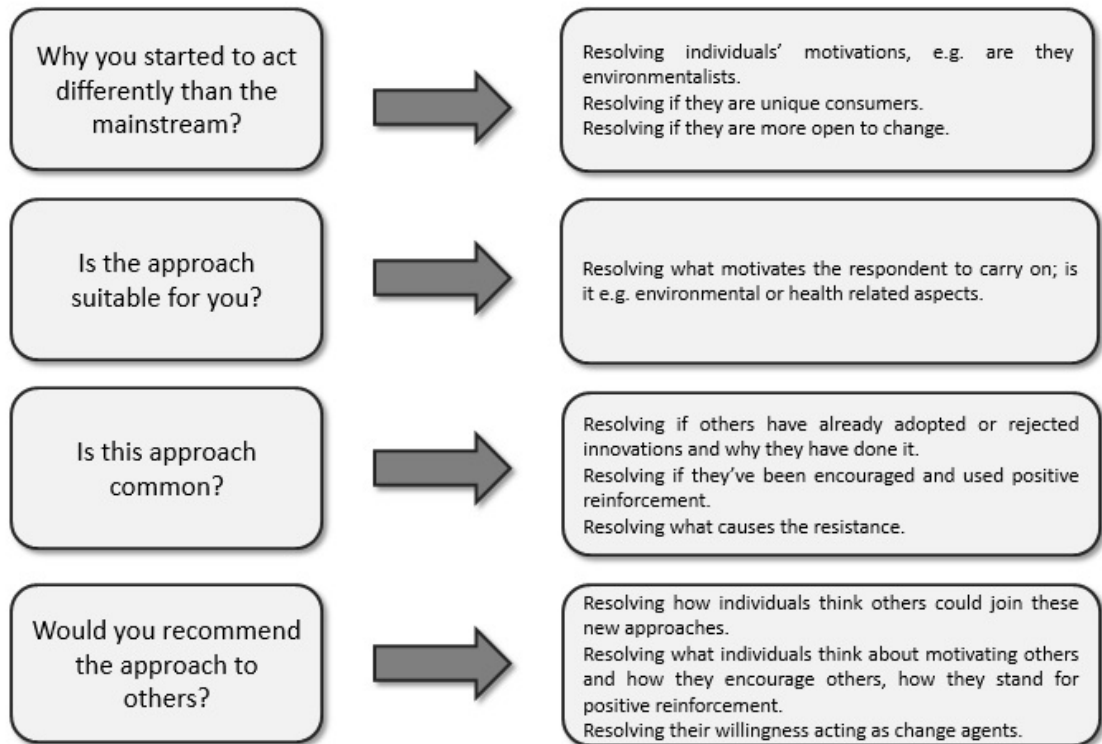 Why you started to act
differently than the
mainstream?
Resolving individuals' motivations, e.g. are they
environmentalists.
Resolving if they are unique consumers.
Resolving if they are more open to change.
Is the approach
suitable for you?
Resolving what motivates the respondent to carry on; is
it e.g. environmental or health related aspects.
Is this approach
common?
Resolving if others have already adopted or rejected
innovations and why they have done it.
Resolving if they've been encouraged and used positive
reinforcement.
Resolving what causes the resistance.
Would you recommend
the approach to
others?
Resolving how individuals think others could join these
new approaches.
Resolving what individuals think about motivating others
and how they encourage others, how they stand for
positive reinforcement.
Resolving their willingness acting as change agents.